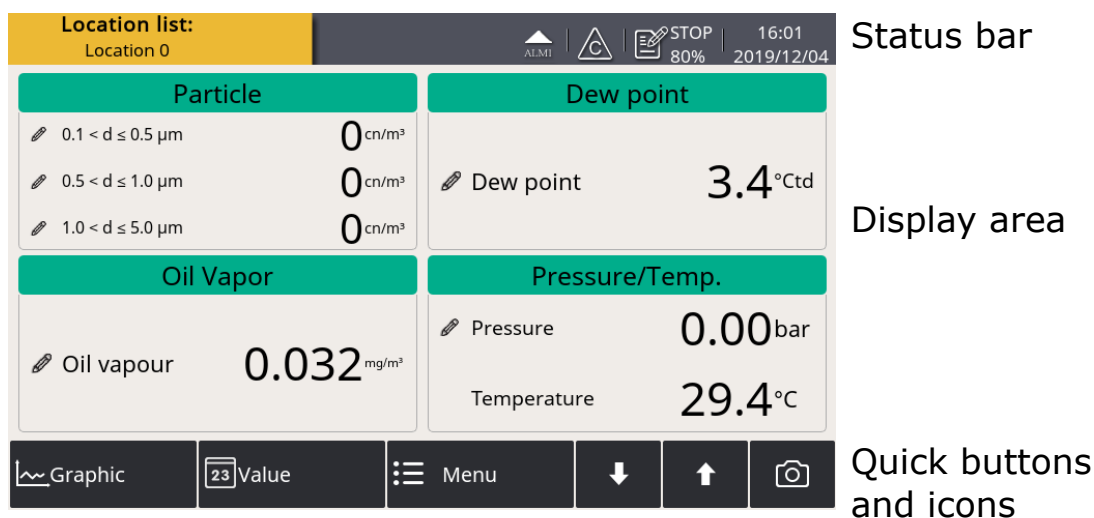 Location list:
Location 0
ALMI
C
STOP
80%
16:01
2019/12/04
Status bar
Particle
0.1 < d ≤ 0.5 µm 0 cn/m³
0.5 < d ≤ 1.0 µm 0 cn/m³
1.0 < d ≤ 5.0 µm 0 cn/m³
Dew point
Dew point 3.4 °Ctd
Display area
Oil Vapor
Oil vapour 0.032 mg/m³
Pressure/Temp.
Pressure 0.00 bar
Temperature 29.4 °C
Graphic
23 Value
Menu
Quick buttons
and icons